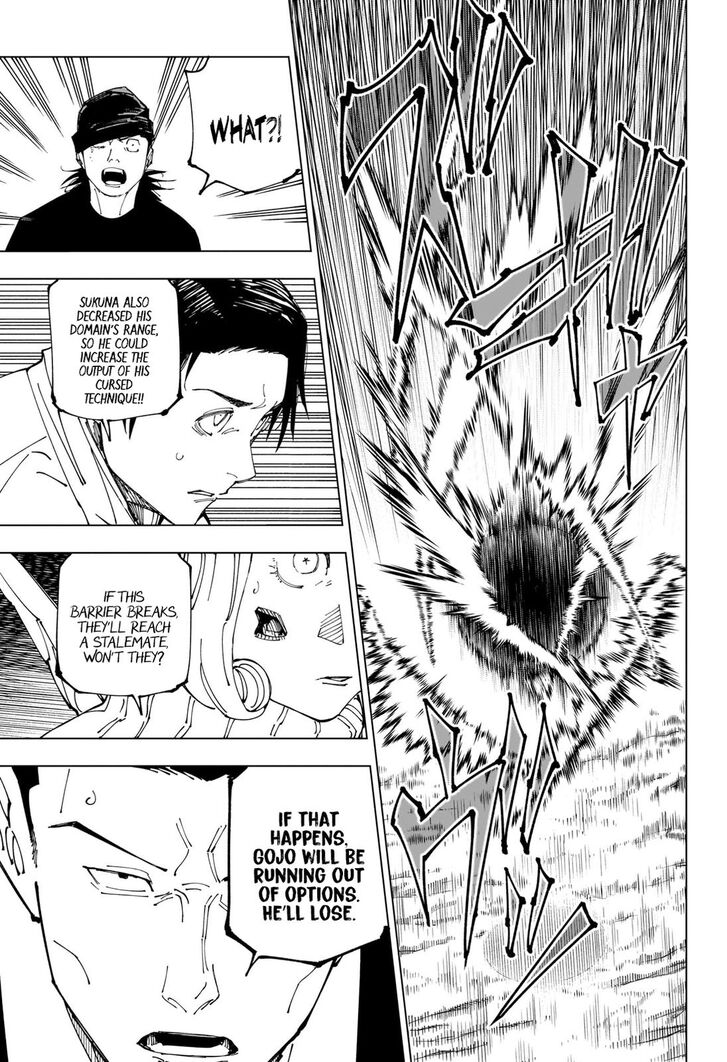 WHAT?!
SUKUNA ALSO
DECREASED HIS
DOMAIN'S RANGE,
SO HE COULD
INCREASE THE
OUTPUT OF HIS
CURSED
TECHNIQUE!!
IF THIS
BARRIER BREAKS,
THEY'LL REACH
A STALEMATE,
WON'T THEY?
IF THAT
HAPPENS,
GOJO WILL BE
RUNNING OUT
OF OPTIONS.
HE'LL LOSE.